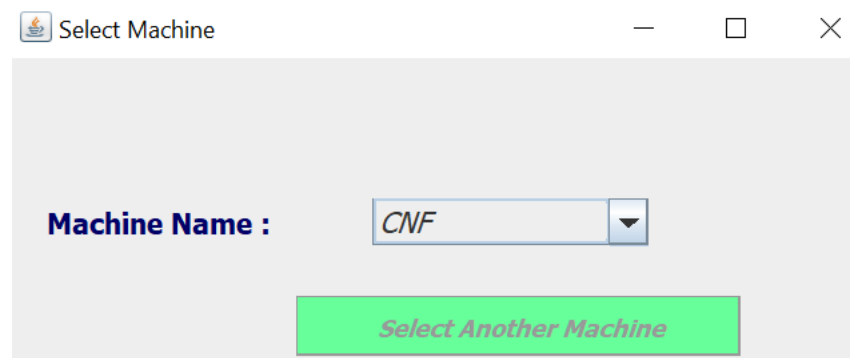 Select Machine
Machine Name :
CNF
Select Another Machine